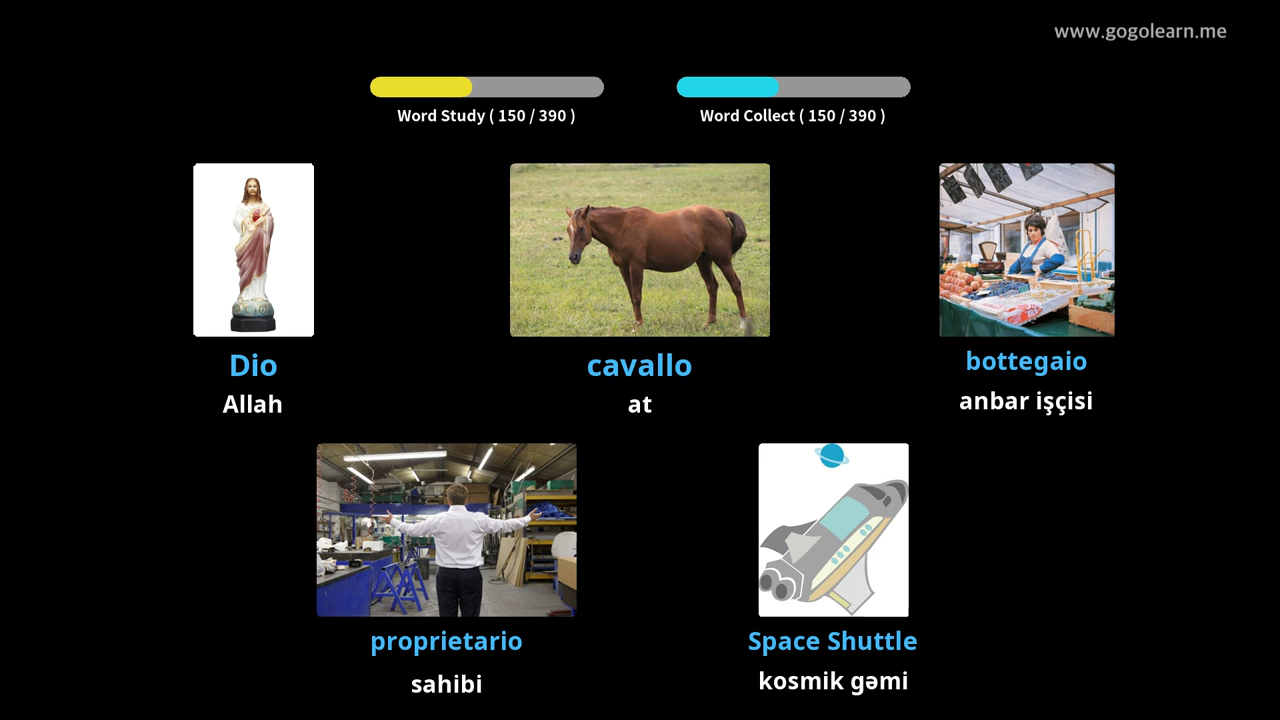 www.gogolearn.me
Word Study ( 150 / 390 )
Word Collect ( 150 / 390 )
Dio
Allah
cavallo
at
bottegaio
anbar işçisi
proprietario
sahibi
Space Shuttle
kosmik gəmi